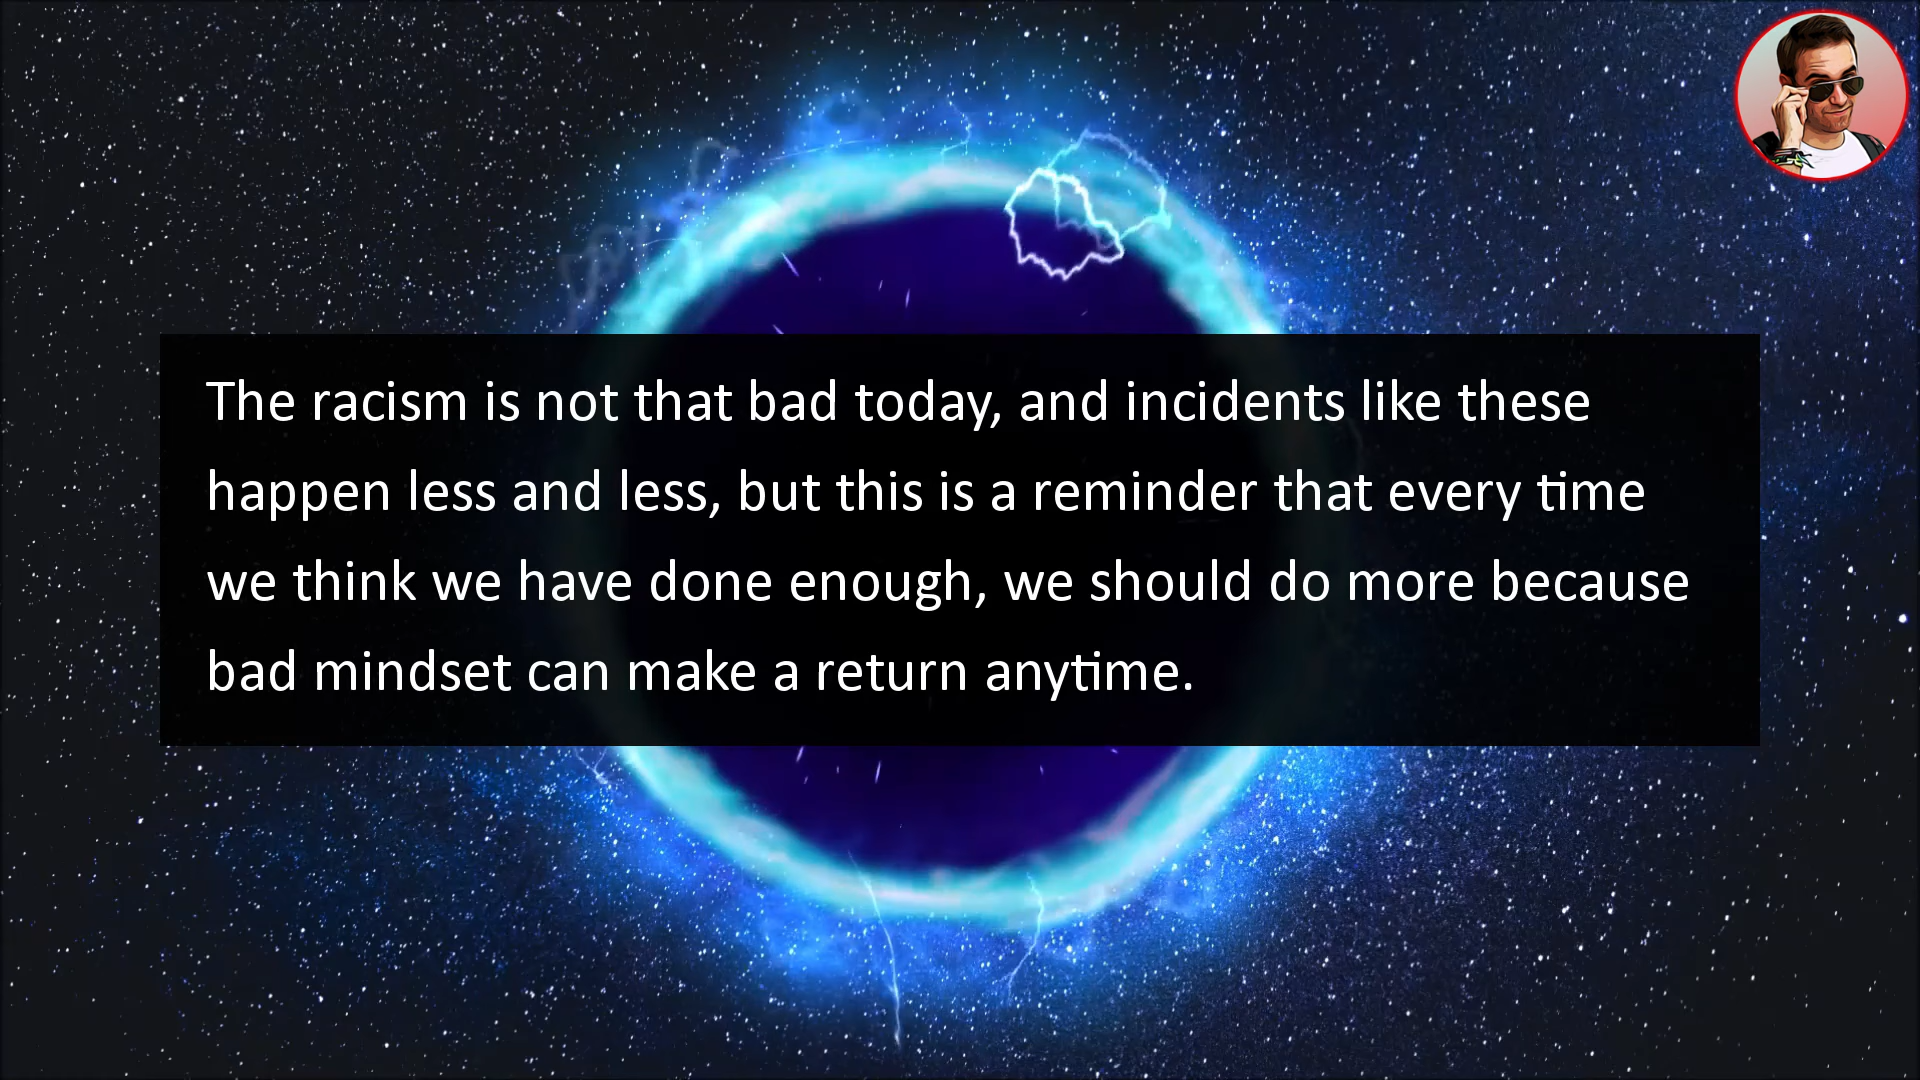 The racism is not that bad today, and incidents like these
happen less and less, but this is a reminder that every time
we think we have done enough, we should do more because
bad mindset can make a return anytime.